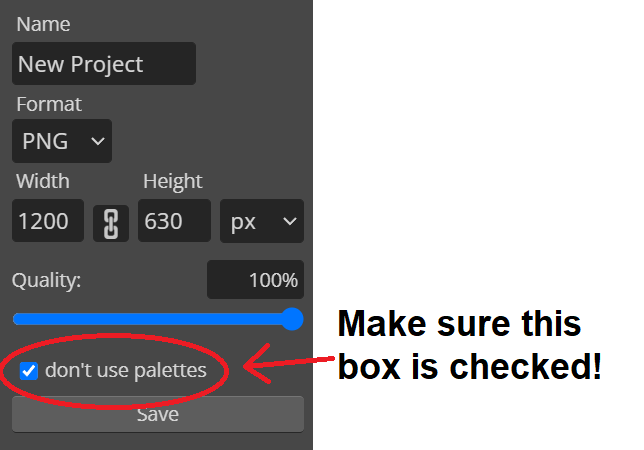 Name
New Project
Format
PNG
Width Height
1200 630 px
Quality: 100%
Make sure this
box is checked!
don't use palettes
Save